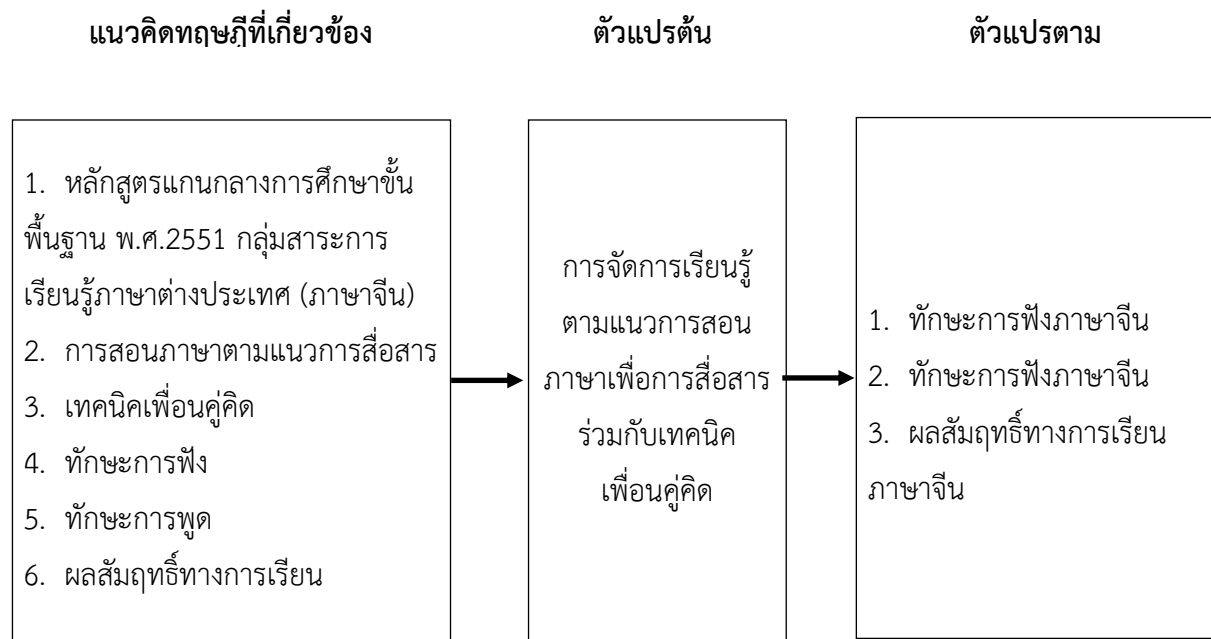 แนวคิดทฤษฎีที่เกี่ยวข้อง
ตัวแปรต้น
ตัวแปรตาม
1. หลักสูตรแกนกลางการศึกษาขั้น
พื้นฐาน พ.ศ.2551 กลุ่มสาระการ
เรียนรู้ภาษาต่างประเทศ (ภาษาจีน)
2. การสอนภาษาตามแนวการสื่อสาร
3. เทคนิคเพื่อนคู่คิด
4. ทักษะการฟัง
5. ทักษะการพูด
6. ผลสัมฤทธิ์ทางการเรียน
การจัดการเรียนรู้
ตามแนวการสอน
ภาษาเพื่อการสื่อสาร
ร่วมกับเทคนิค
เพื่อนคู่คิด
1. ทักษะการฟังภาษาจีน
2. ทักษะการฟังภาษาจีน
3. ผลสัมฤทธิ์ทางการเรียน
ภาษาจีน